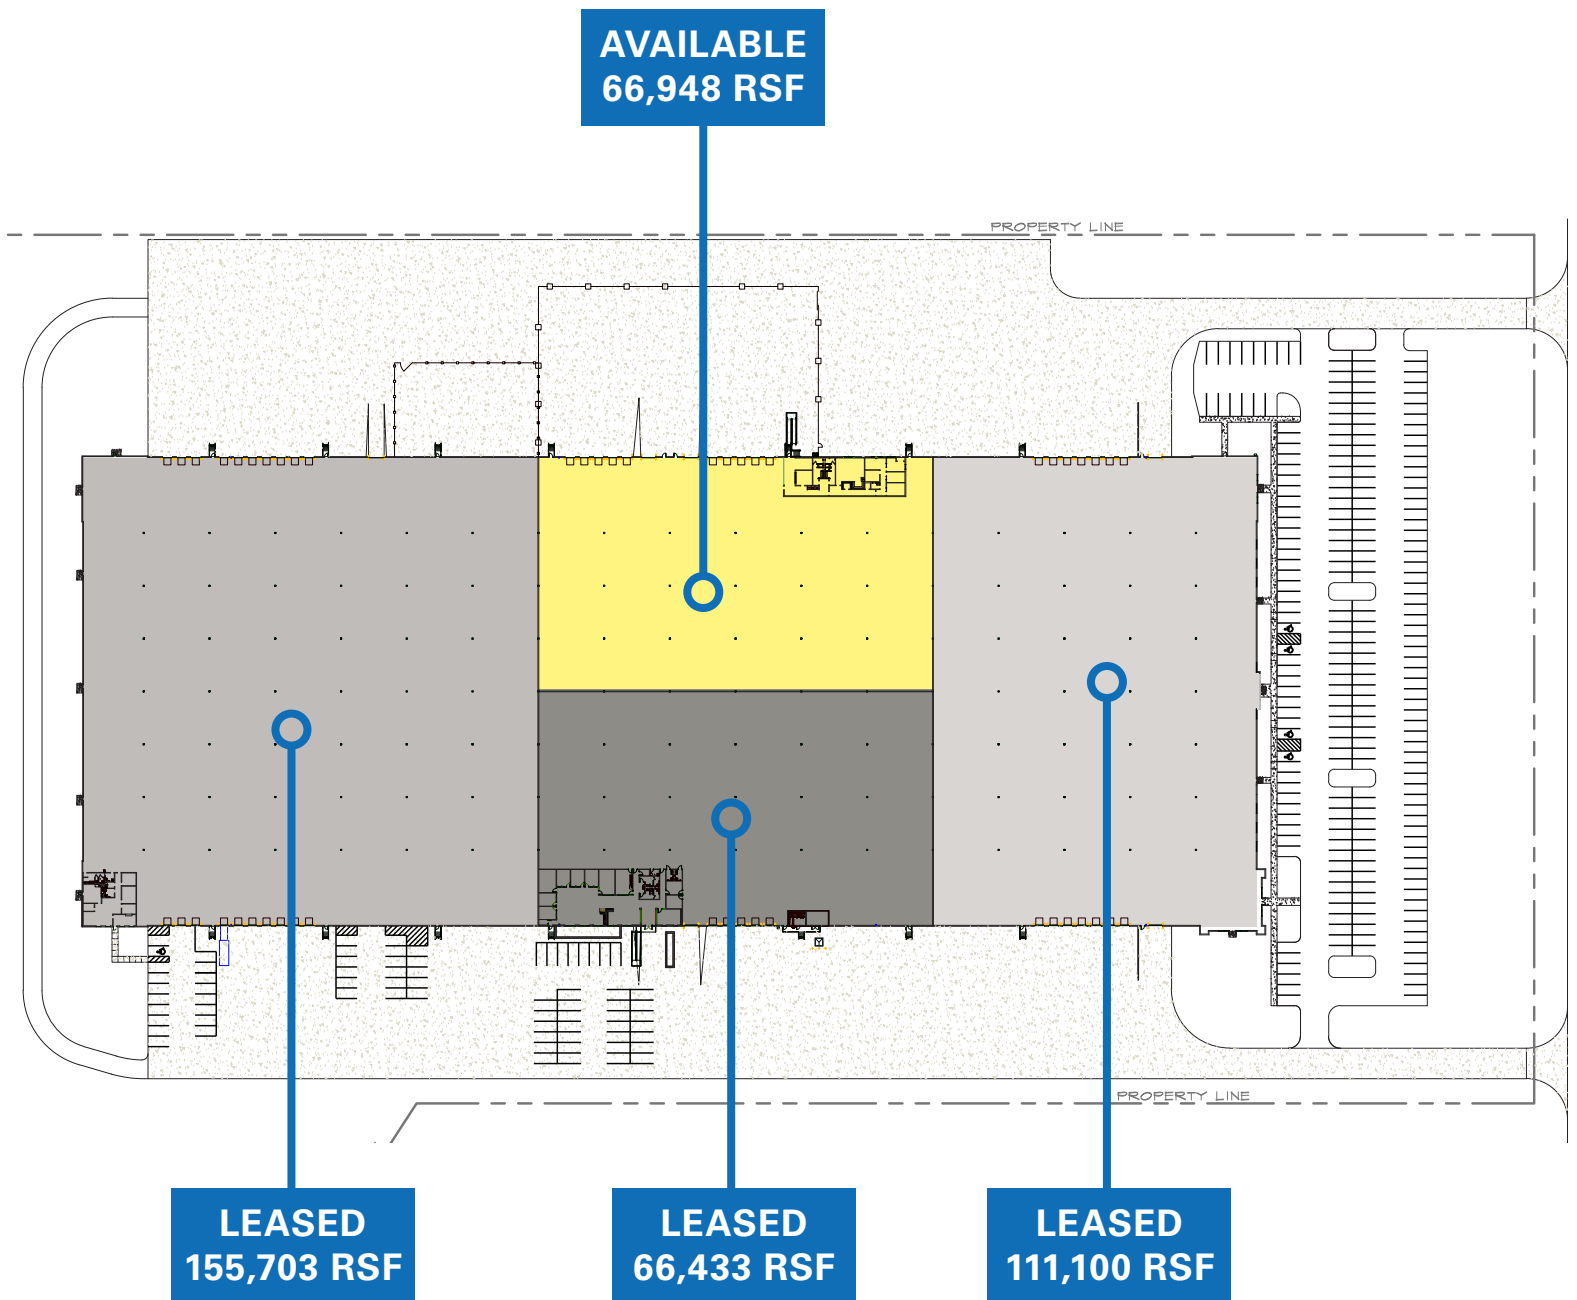 AVAILABLE
66,948 RSF
PROPERTY LINE
PROPERTY LINE
LEASED
155,703 RSF
LEASED
66,433 RSF
LEASED
111,100 RSF